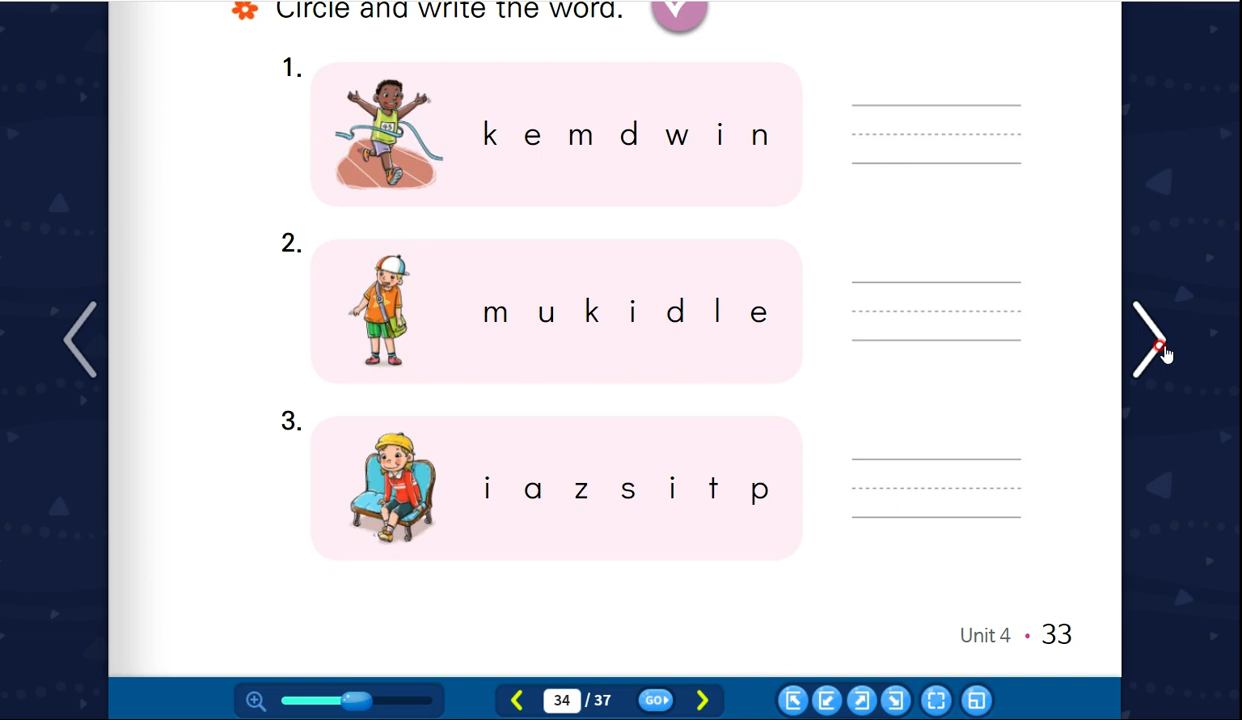 Circle and write the word.
1.
k e m d w i n
2.
m u k i d l e
3.
i a z s i t p
Unit 4 • 33
34 / 37 GO